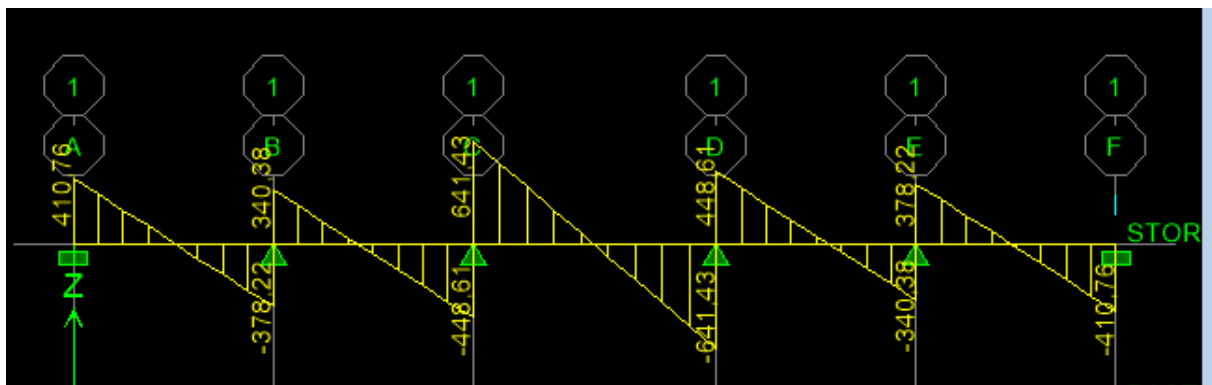 1 1 1 1 1 1
A B C D E F
410,76 340,38 641,43 448,61 378,22
STOR
-378,22 -448,61 -641,43 -340,38 -410,76
Z